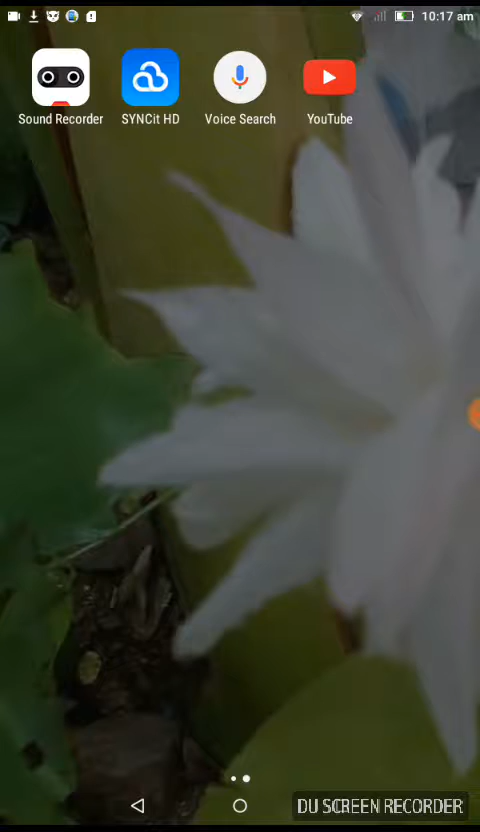 10:17 am
Sound Recorder
SYNCit HD
Voice Search
YouTube
DU SCREEN RECORDER